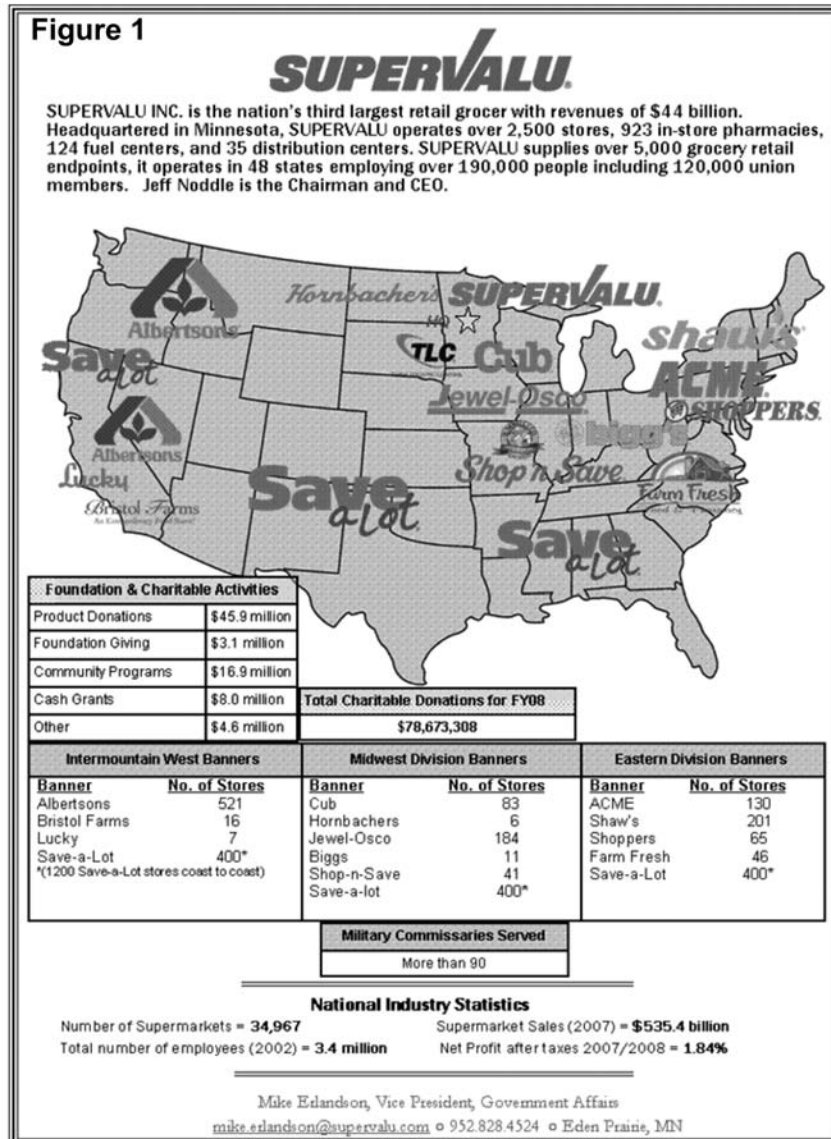 Figure 1
SUPERVALU
SUPERVALU INC. is the nation's third largest retail grocer with revenues of $44 billion.
Headquartered in Minnesota, SUPERVALU operates over 2,500 stores, 923 in-store pharmacies,
124 fuel centers, and 35 distribution centers. SUPERVALU supplies over 5,000 grocery retail
endpoints, it operates in 48 states employing over 190,000 people including 120,000 union
members. Jeff Noddle is the Chairman and CEO.
Albertsons
Hornbacher's
SUPERVALU
HQ
shaw's
Save a Lot
TLC
Cub
ACME
SHOPPERS
Jewel-Osco
Albertsons
bigg's
Lucky
Shop'n Save
Farm Fresh
Bristol Farms
Save a Lot
Save a Lot
Foundation & Charitable Activities
Product Donations $45.9 million
Foundation Giving $3.1 million
Community Programs $16.9 million
Cash Grants $8.0 million
Other $4.6 million
Total Charitable Donations for FY08
$78,673,308
Intermountain West Banners
Banner No. of Stores
Albertsons 521
Bristol Farms 16
Lucky 7
Save-a-Lot 400*
*(1200 Save-a-Lot stores coast to coast)
Midwest Division Banners
Banner No. of Stores
Cub 83
Hornbachers 6
Jewel-Osco 184
Biggs 11
Shop-n-Save 41
Save-a-lot 400*
Eastern Division Banners
Banner No. of Stores
ACME 130
Shaw's 201
Shoppers 65
Farm Fresh 46
Save-a-Lot 400*
Military Commissaries Served
More than 90
National Industry Statistics
Number of Supermarkets = 34,967 Supermarket Sales (2007) = $535.4 billion
Total number of employees (2002) = 3.4 million Net Profit after taxes 2007/2008 = 1.84%
Mike Erlandson, Vice President, Government Affairs
mike.erlandson@supervalu.com o 952.828.4524 o Eden Prairie, MN